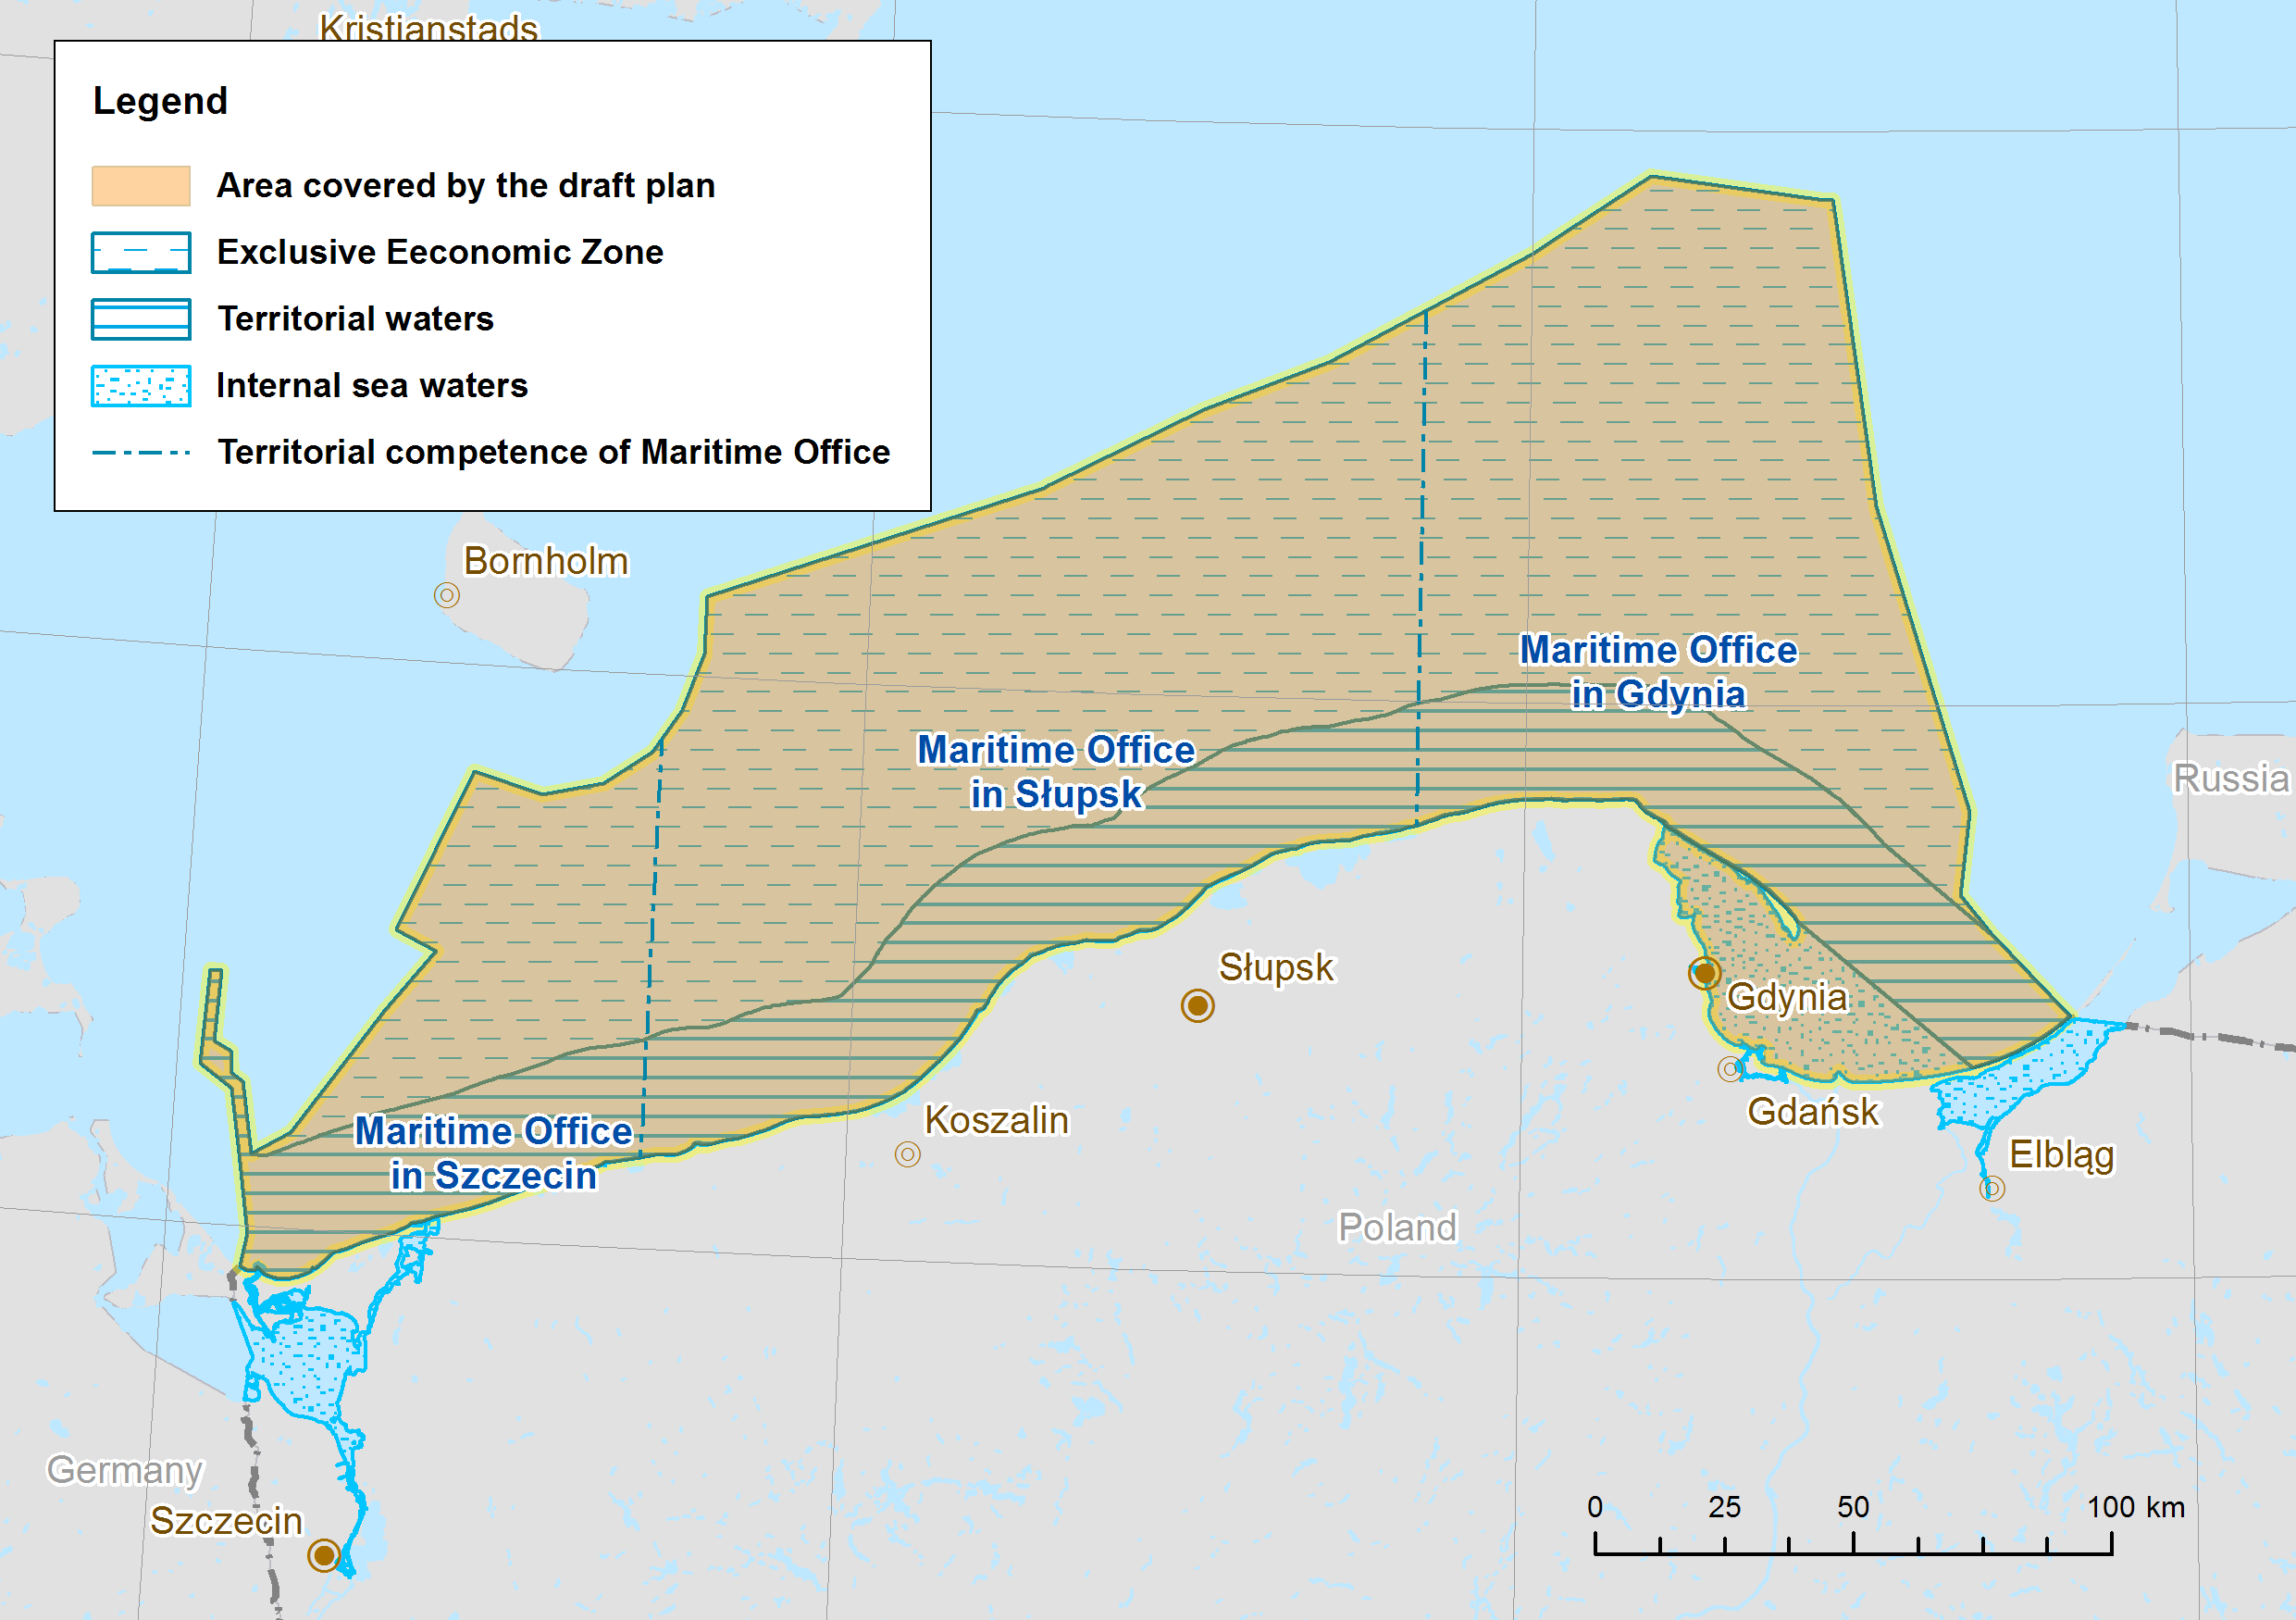 Kristianstads
Legend
Area covered by the draft plan
Exclusive Eeconomic Zone
Territorial waters
Internal sea waters
Territorial competence of Maritime Office
Bornholm
Maritime Office
in Gdynia
Maritime Office
in Słupsk
Russia
Słupsk
Gdynia
Koszalin
Gdańsk
Maritime Office
in Szczecin
Elbląg
Poland
Germany
Szczecin
0 25 50 100 km